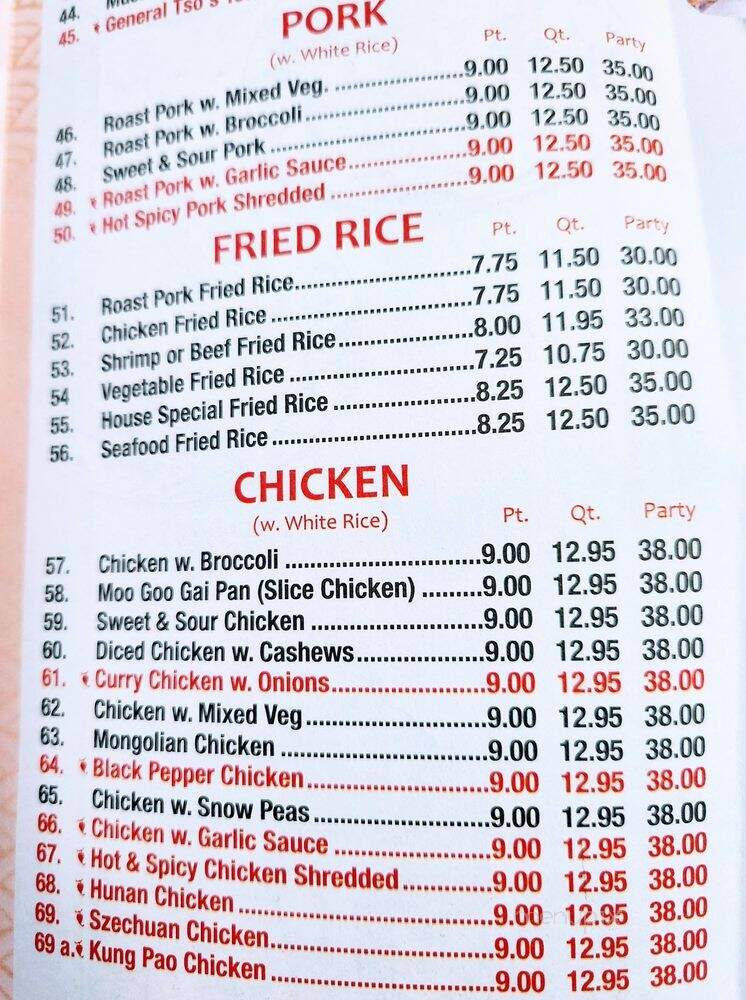 44.
45. General Tso's
PORK
(w. White Rice) Pt. Qt. Party
46. Roast Pork w. Mixed Veg. ....................9.00 12.50 35.00
47. Roast Pork w. Broccoli........................9.00 12.50 35.00
48. Sweet & Sour Pork ............................9.00 12.50 35.00
49. Roast Pork w. Garlic Sauce..................9.00 12.50 35.00
50. Hot Spicy Pork Shredded ....................9.00 12.50 35.00
FRIED RICE Pt. Qt. Party
51. Roast Pork Fried Rice..........................7.75 11.50 30.00
52. Chicken Fried Rice .............................7.75 11.50 30.00
53. Shrimp or Beef Fried Rice....................8.00 11.95 33.00
54 Vegetable Fried Rice ..........................7.25 10.75 30.00
55. House Special Fried Rice ....................8.25 12.50 35.00
56. Seafood Fried Rice .............................8.25 12.50 35.00
CHICKEN
(w. White Rice) Pt. Qt. Party
57. Chicken w. Broccoli ............................9.00 12.95 38.00
58. Moo Goo Gai Pan (Slice Chicken) .........9.00 12.95 38.00
59. Sweet & Sour Chicken ........................9.00 12.95 38.00
60. Diced Chicken w. Cashews...................9.00 12.95 38.00
61. Curry Chicken w. Onions......................9.00 12.95 38.00
62. Chicken w. Mixed Veg..........................9.00 12.95 38.00
63. Mongolian Chicken .............................9.00 12.95 38.00
64. Black Pepper Chicken..........................9.00 12.95 38.00
65. Chicken w. Snow Peas.........................9.00 12.95 38.00
66. Chicken w. Garlic Sauce ......................9.00 12.95 38.00
67. Hot & Spicy Chicken Shredded.............9.00 12.95 38.00
68. Hunan Chicken ..................................9.00 12.95 38.00
69. Szechuan Chicken...............................9.00 12.95 38.00
69 a. Kung Pao Chicken .............................9.00 12.95 38.00